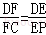 DF/FC = DE/EP